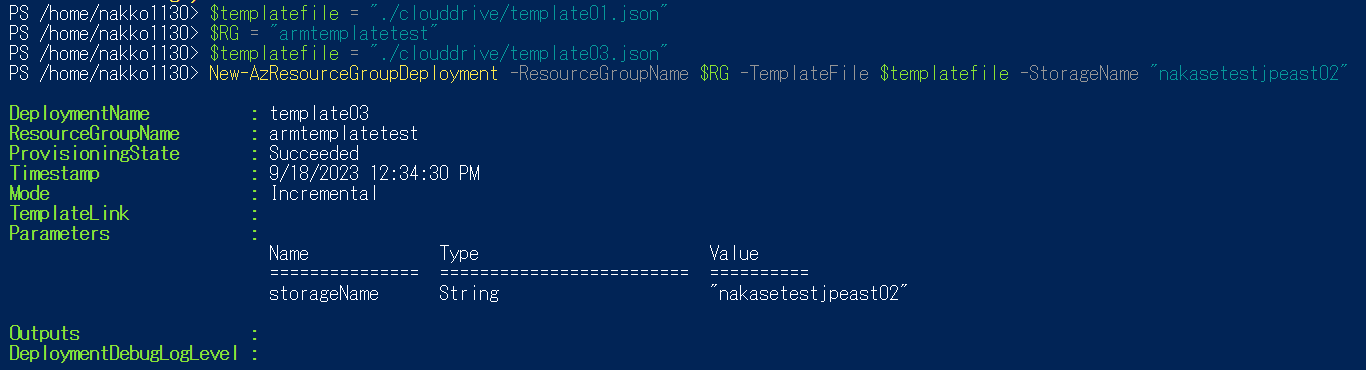 PS /home/nakko1130> $templatefile = "./clouddrive/template01.json"
PS /home/nakko1130> $RG = "armtemplatetest"
PS /home/nakko1130> $templatefile = "./clouddrive/template03.json"
PS /home/nakko1130> New-AzResourceGroupDeployment -ResourceGroupName $RG -TemplateFile $templatefile -StorageName "nakasetestjpeast02"
DeploymentName : template03
ResourceGroupName : armtemplatetest
ProvisioningState : Succeeded
Timestamp : 9/18/2023 12:34:30 PM
Mode : Incremental
TemplateLink :
Parameters :
Name Type Value
=============== ========================= ==========
storageName String "nakasetestjpeast02"
Outputs :
DeploymentDebugLogLevel :